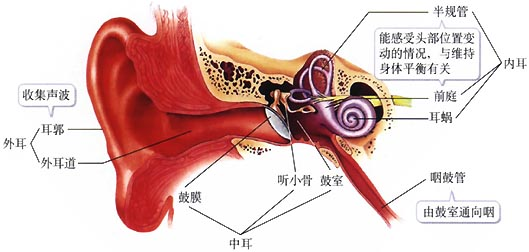 半规管
能感受头部位置变
动的情况，与维持
身体平衡有关
内耳
前庭
耳蜗
收集声波
耳郭
外耳
外耳道
鼓膜
听小骨
鼓室
中耳
咽鼓管
由鼓室通向咽